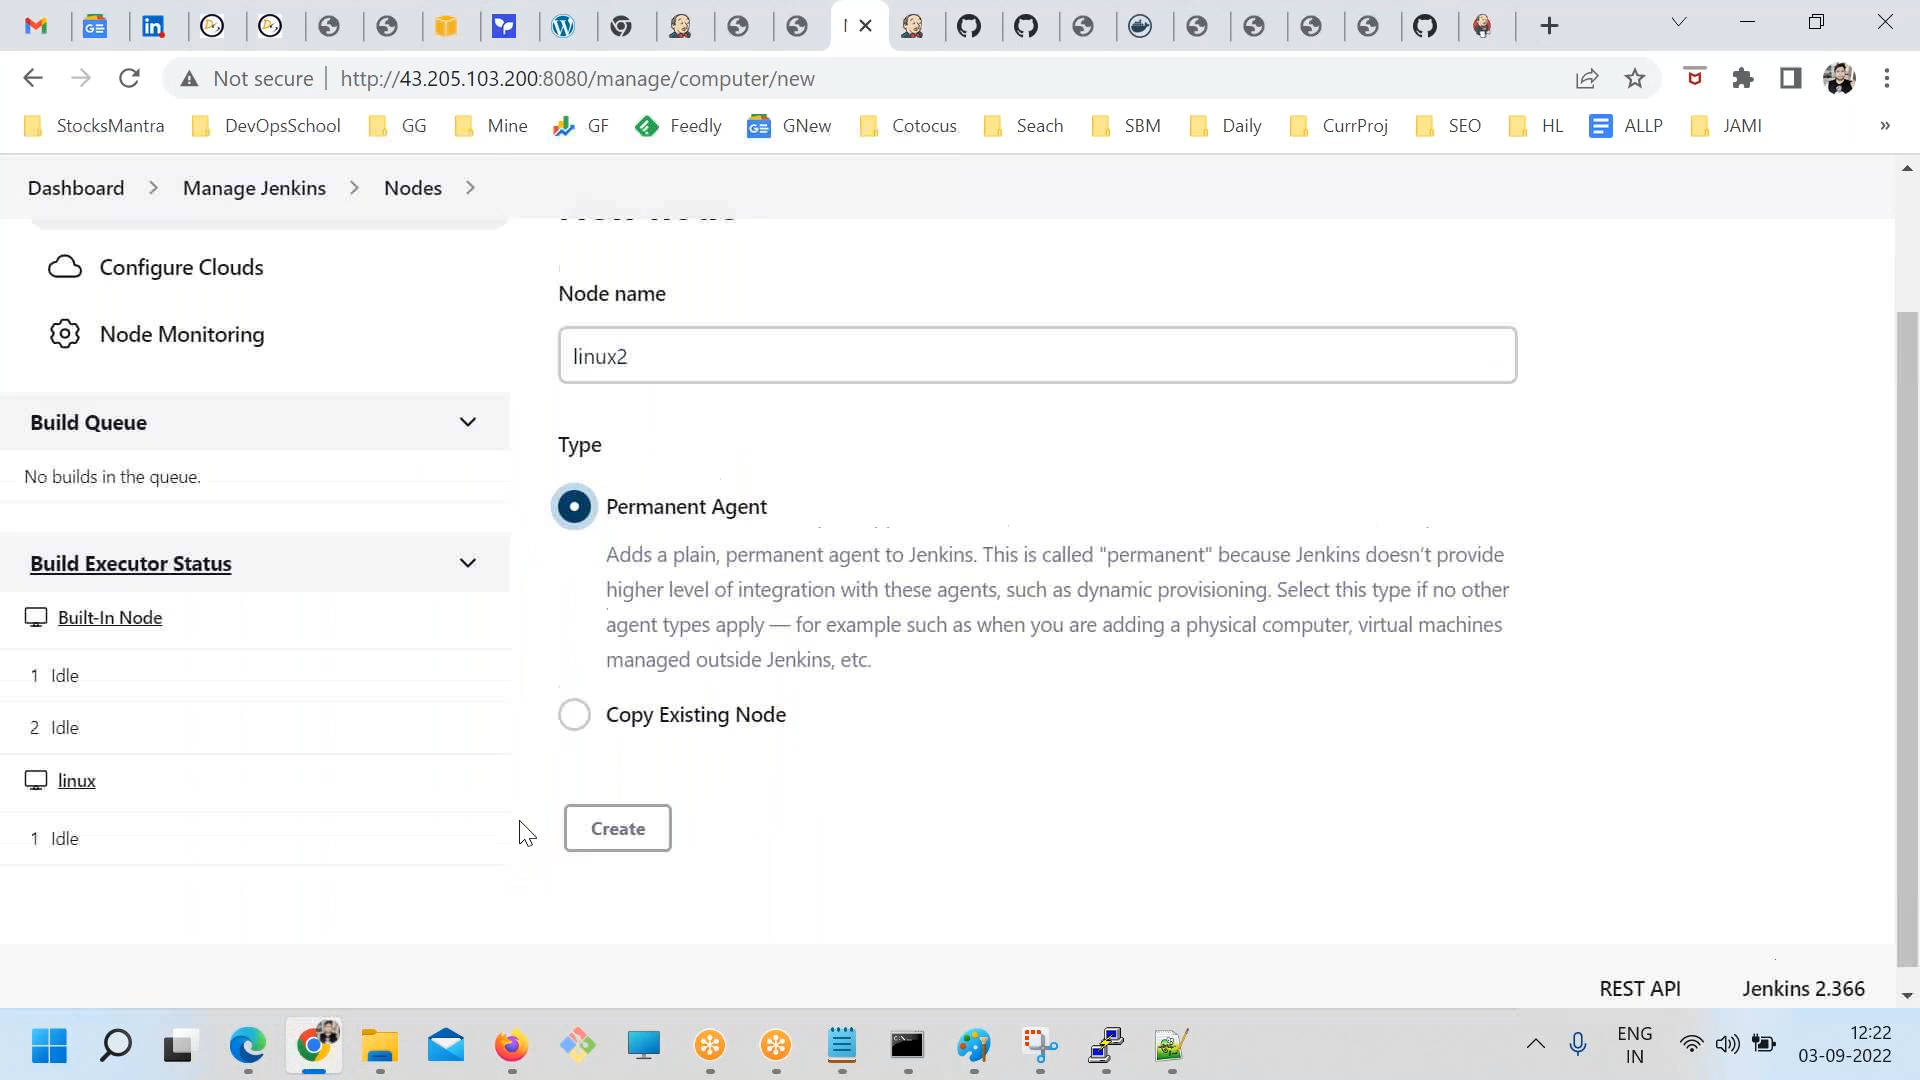 Not secure
http://43.205.103.200:8080/manage/computer/new
StocksMantra
DevOpsSchool
GG
Mine
GF
Feedly
GNew
Cotocus
Seach
SBM
Daily
CurrProj
SEO
HL
ALLP
JAMI
»
Dashboard > Manage Jenkins > Nodes >
Configure Clouds
Node Monitoring
Build Queue
No builds in the queue.
Build Executor Status
Built-In Node
1 Idle
2 Idle
linux
1 Idle
Node name
linux2
Type
Permanent Agent
Adds a plain, permanent agent to Jenkins. This is called "permanent" because Jenkins doesn't provide
higher level of integration with these agents, such as dynamic provisioning. Select this type if no other
agent types apply — for example such as when you are adding a physical computer, virtual machines
managed outside Jenkins, etc.
Copy Existing Node
Create
REST API
Jenkins 2.366
ENG
IN
12:22
03-09-2022